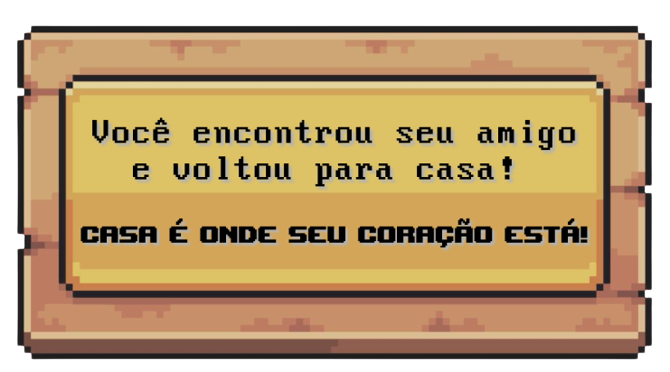 Você encontrou seu amigo
e voltou para casa!
CASA É ONDE SEU CORAÇÃO ESTÁ!